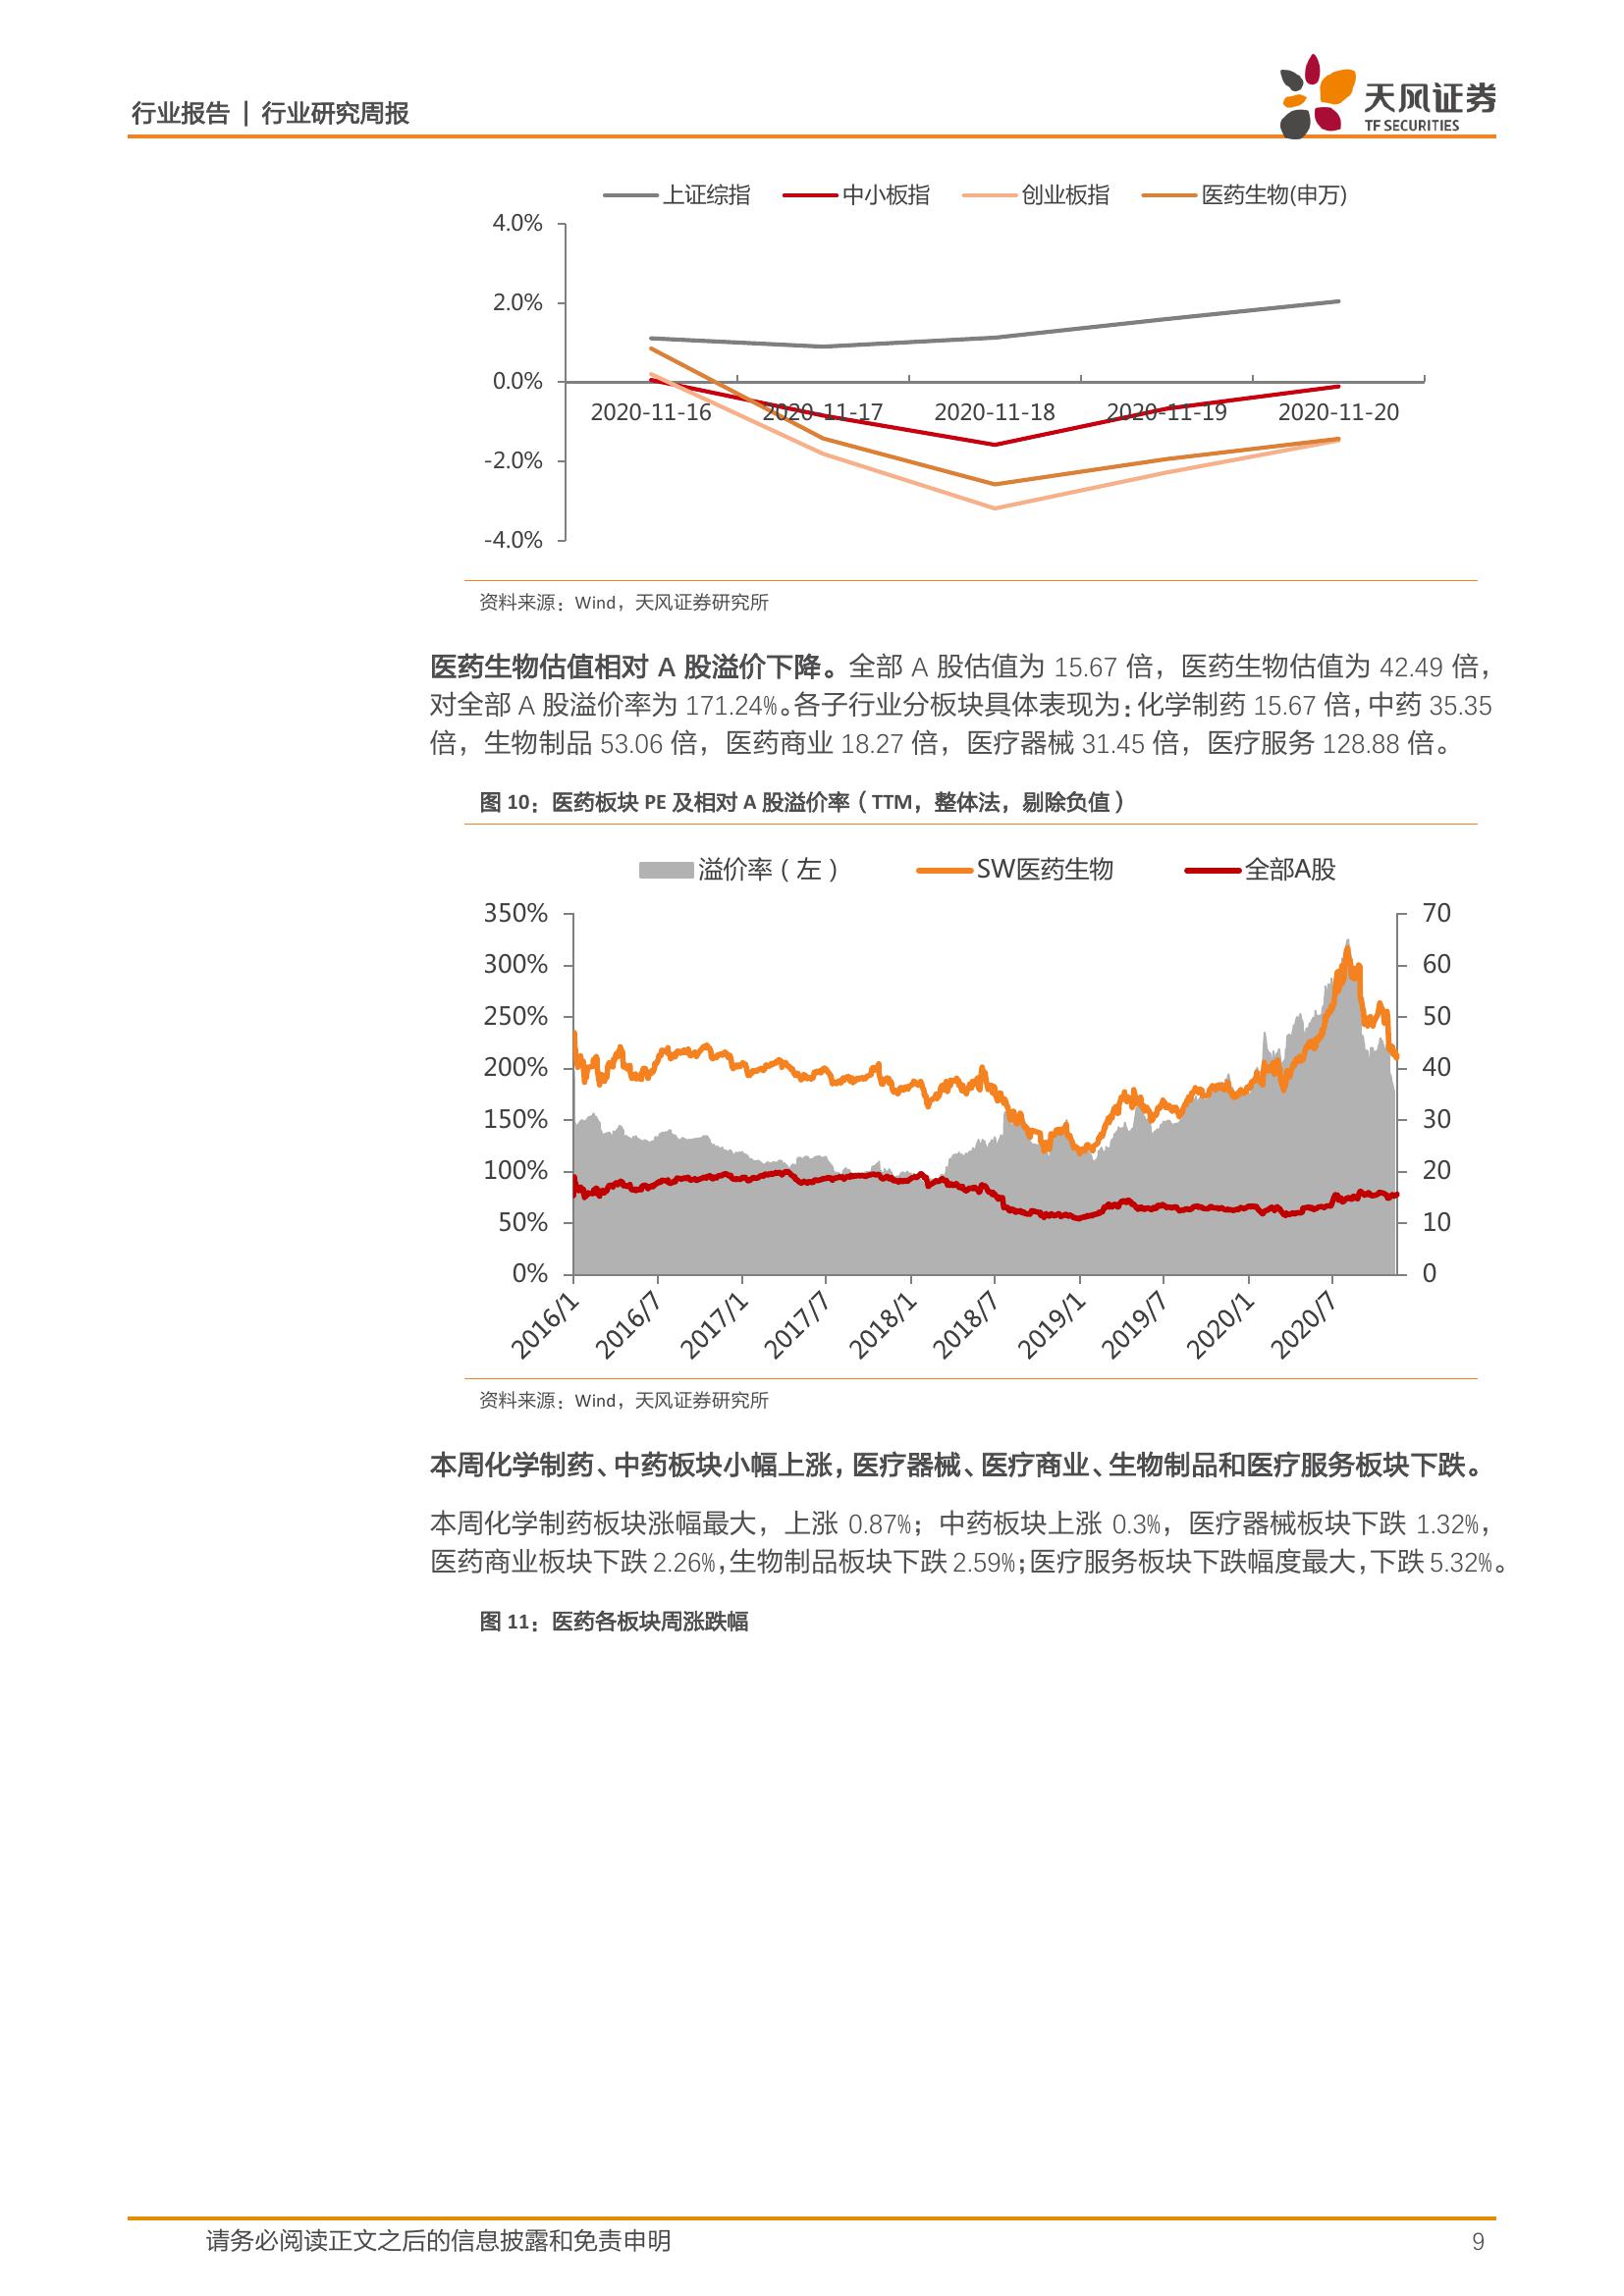 行业报告 | 行业研究周报
天风证券
TF SECURITIES
上证综指 中小板指 创业板指 医药生物(申万)
4.0%
2.0%
0.0%
2020-11-16 2020-11-17 2020-11-18 2020-11-19 2020-11-20
-2.0%
-4.0%
资料来源：Wind，天风证券研究所
医药生物估值相对 A 股溢价下降。全部 A 股估值为 15.67 倍，医药生物估值为 42.49 倍，
对全部 A 股溢价率为 171.24%。各子行业分板块具体表现为：化学制药 15.67 倍，中药 35.35
倍，生物制品 53.06 倍，医药商业 18.27 倍，医疗器械 31.45 倍，医疗服务 128.88 倍。
图 10：医药板块 PE 及相对 A 股溢价率（TTM，整体法，剔除负值）
溢价率（左） SW医药生物 全部A股
350% 70
300% 60
250% 50
200% 40
150% 30
100% 20
50% 10
0% 0
2016/1 2016/7 2017/1 2017/7 2018/1 2018/7 2019/1 2019/7 2020/1 2020/7
资料来源：Wind，天风证券研究所
本周化学制药、中药板块小幅上涨，医疗器械、医疗商业、生物制品和医疗服务板块下跌。
本周化学制药板块涨幅最大，上涨 0.87%；中药板块上涨 0.3%，医疗器械板块下跌 1.32%，
医药商业板块下跌 2.26%，生物制品板块下跌 2.59%；医疗服务板块下跌幅度最大，下跌 5.32%。
图 11：医药各板块周涨跌幅
请务必阅读正文之后的信息披露和免责申明 9